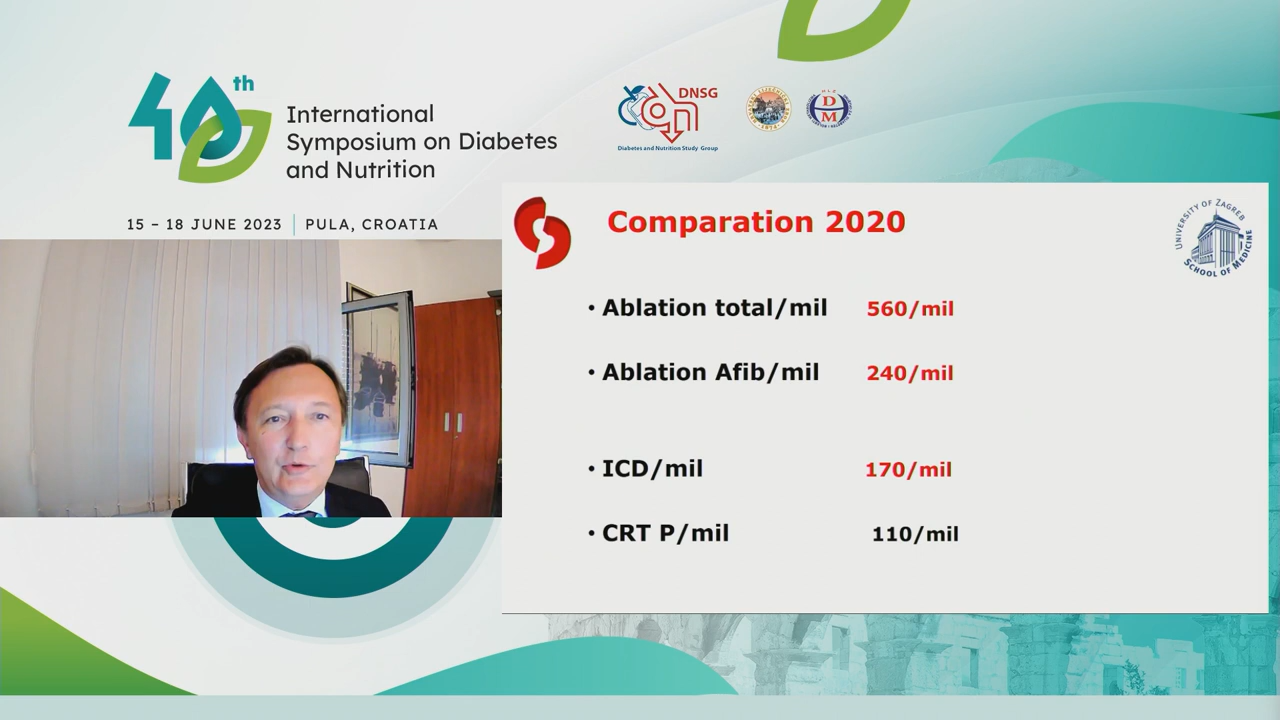 40th
International
Symposium on Diabetes
and Nutrition
15 – 18 JUNE 2023 | PULA, CROATIA
DNSG
Diabetes and Nutrition Study Group
DM
Comparation 2020
UNIVERSITY OF ZAGREB
SCHOOL OF MEDICINE
• Ablation total/mil 560/mil
• Ablation Afib/mil 240/mil
• ICD/mil 170/mil
• CRT P/mil 110/mil